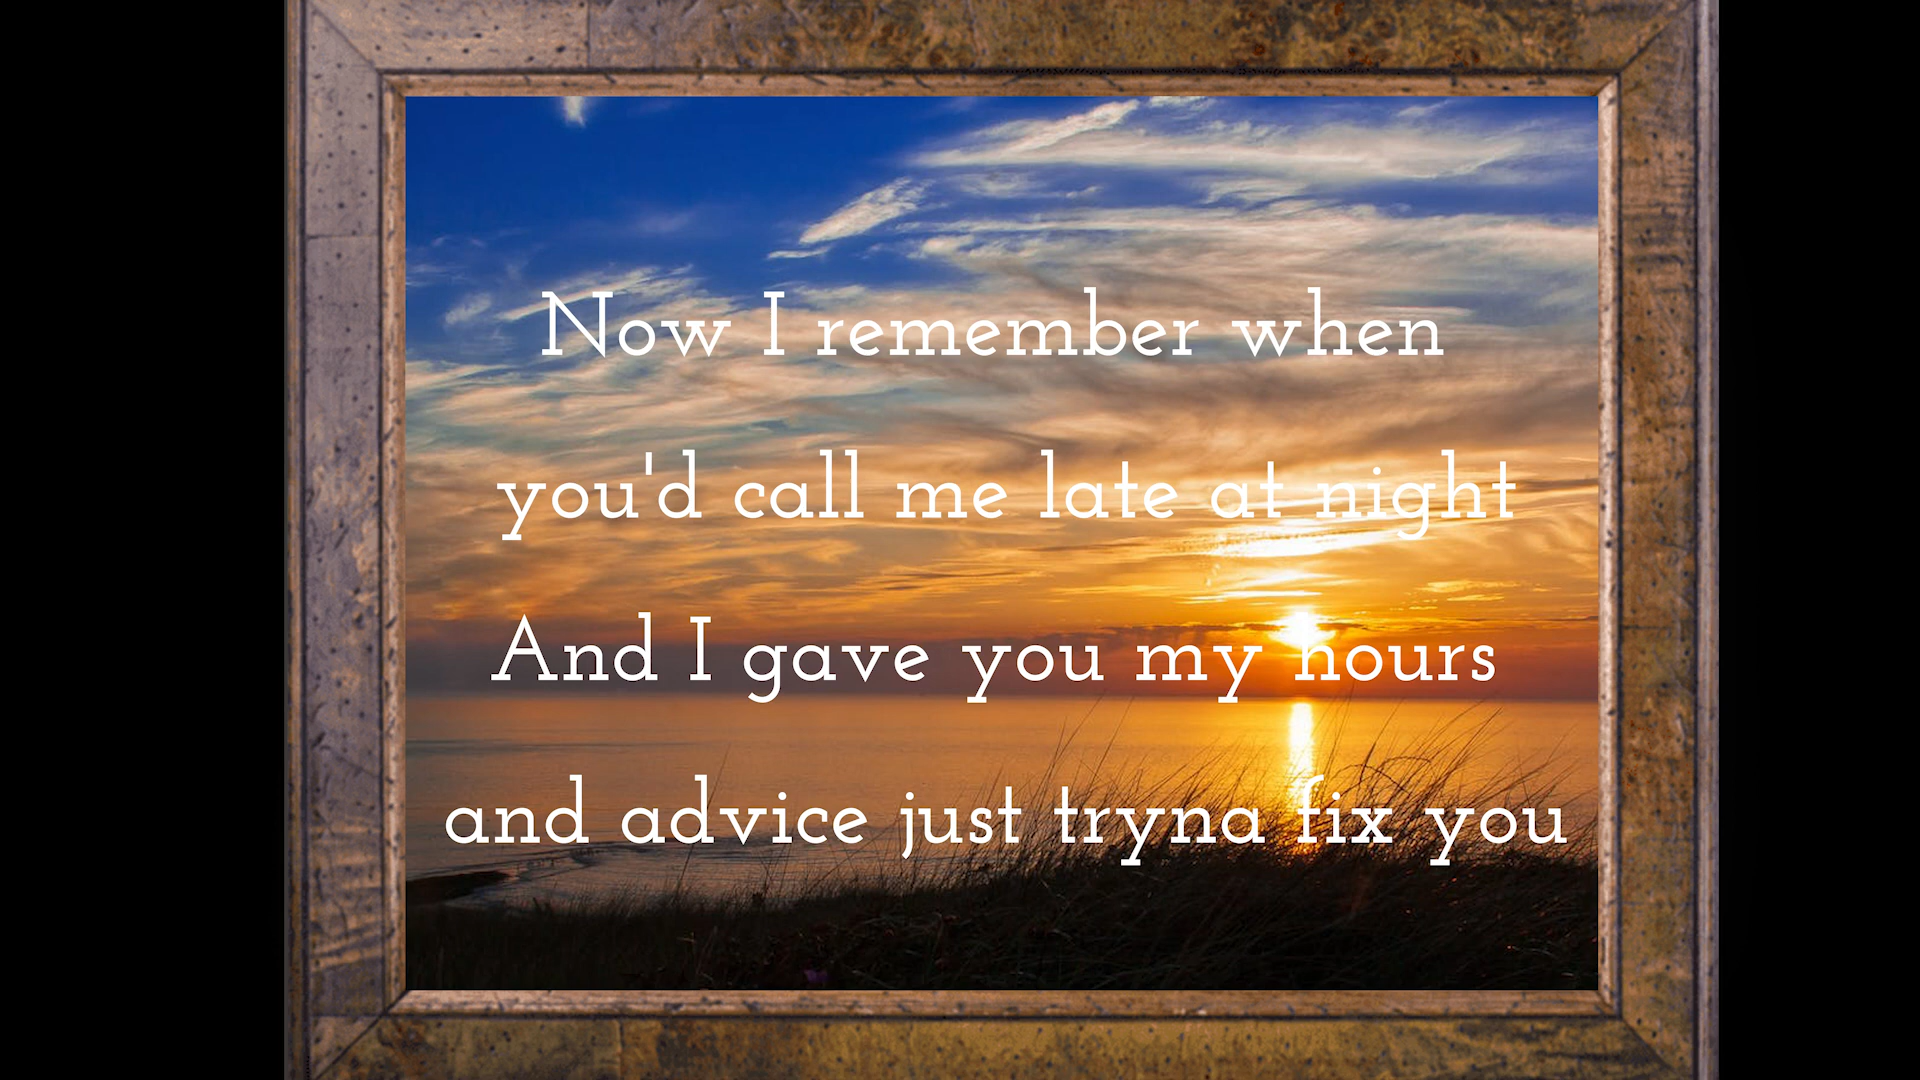 Now I remember when
you'd call me late at night
And I gave you my hours
and advice just tryna fix you